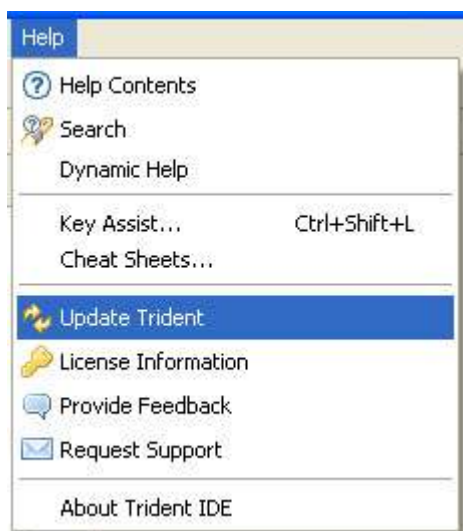 Help
Help Contents
Search
Dynamic Help
Key Assist... Ctrl+Shift+L
Cheat Sheets...
Update Trident
License Information
Provide Feedback
Request Support
About Trident IDE